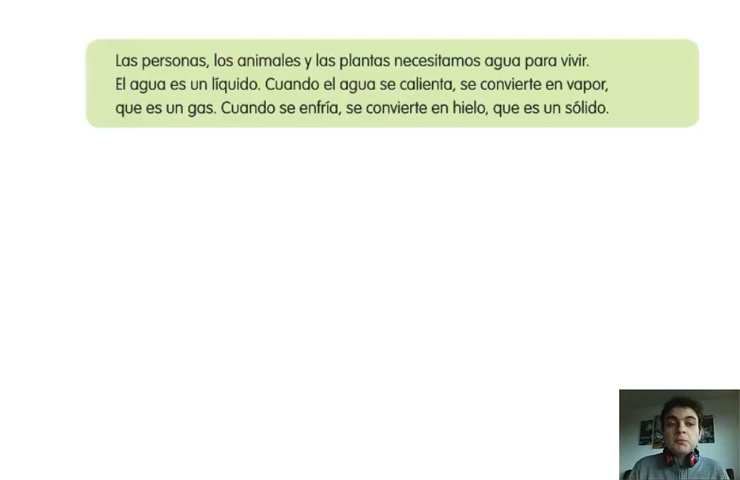 Las personas, los animales y las plantas necesitamos agua para vivir.
El agua es un líquido. Cuando el agua se calienta, se convierte en vapor,
que es un gas. Cuando se enfría, se convierte en hielo, que es un sólido.